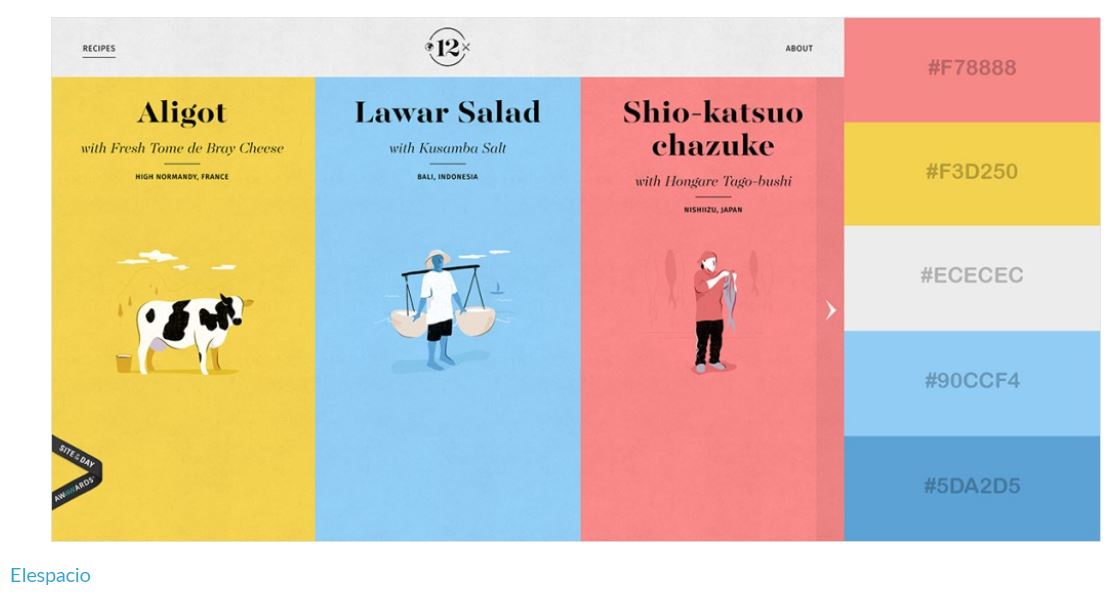 RECIPES
12
ABOUT
Aligot
with Fresh Tome de Bray Cheese
HIGH NORMANDY, FRANCE
Lawar Salad
with Kusamba Salt
BALI, INDONESIA
Shio-katsuo
chazuke
with Hongare Tago-bushi
NISHIIZU, JAPAN
SITE OF THE DAY
AWWWARDS
#F78888
#F3D250
#ECECEC
#90CCF4
#5DA2D5
Elespacio